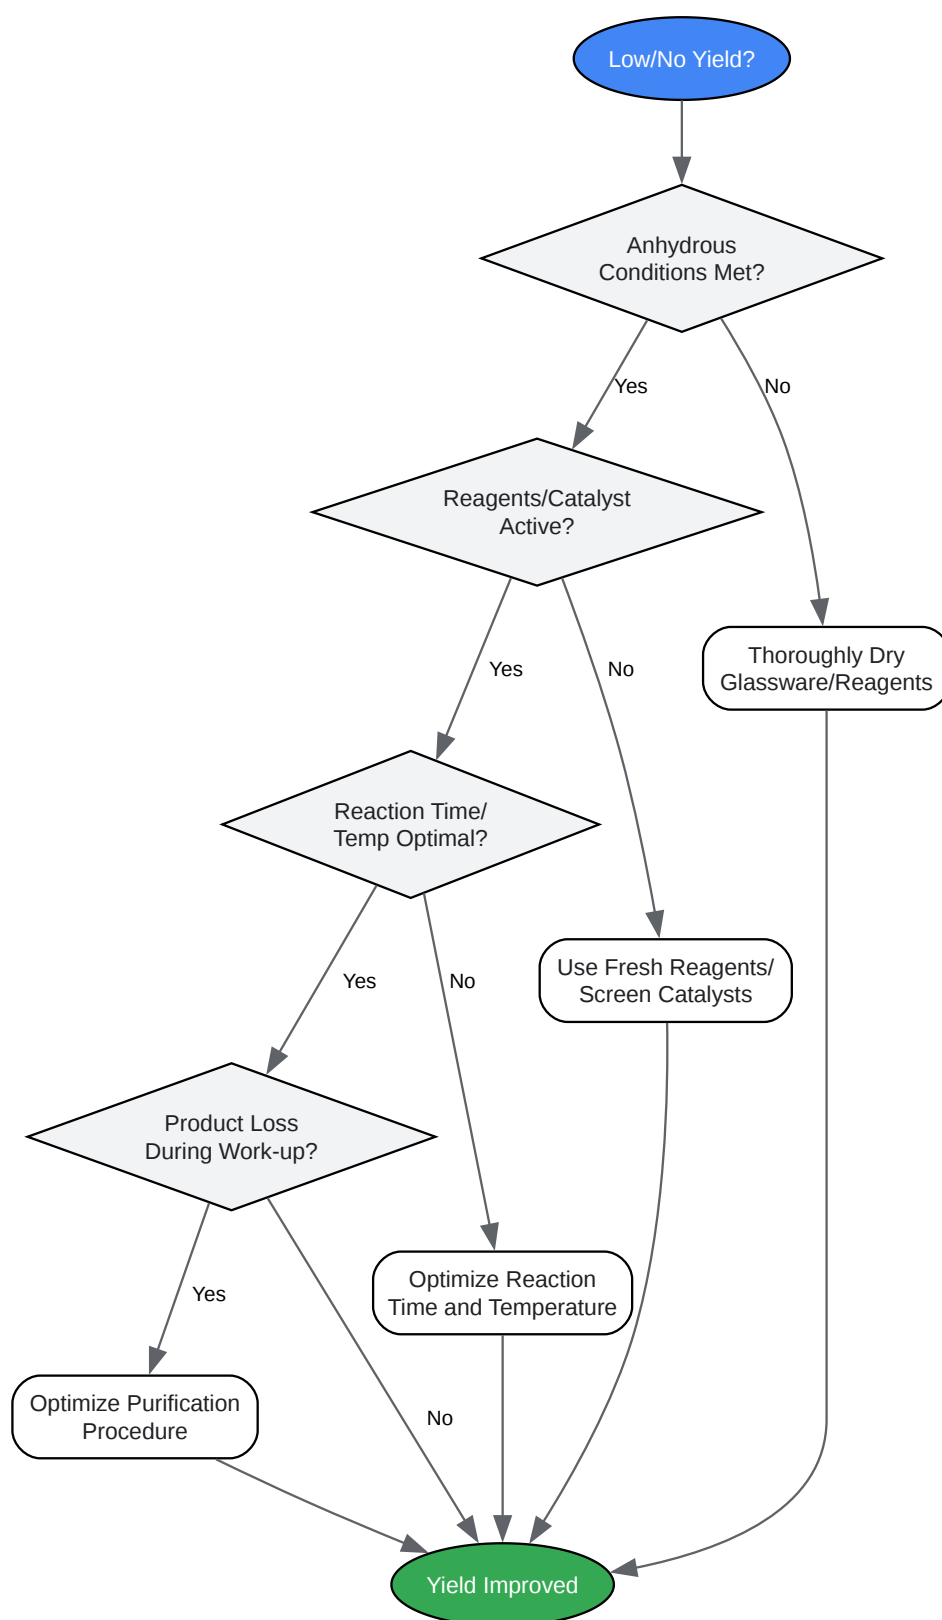 Low/No Yield?
Anhydrous
Conditions Met?
Yes
No
Reagents/Catalyst
Active?
Thoroughly Dry
Glassware/Reagents
Yes
No
Reaction Time/
Temp Optimal?
Use Fresh Reagents/
Screen Catalysts
Yes
No
Product Loss
During Work-up?
Optimize Reaction
Time and Temperature
Yes
Optimize Purification
Procedure
No
Yield Improved